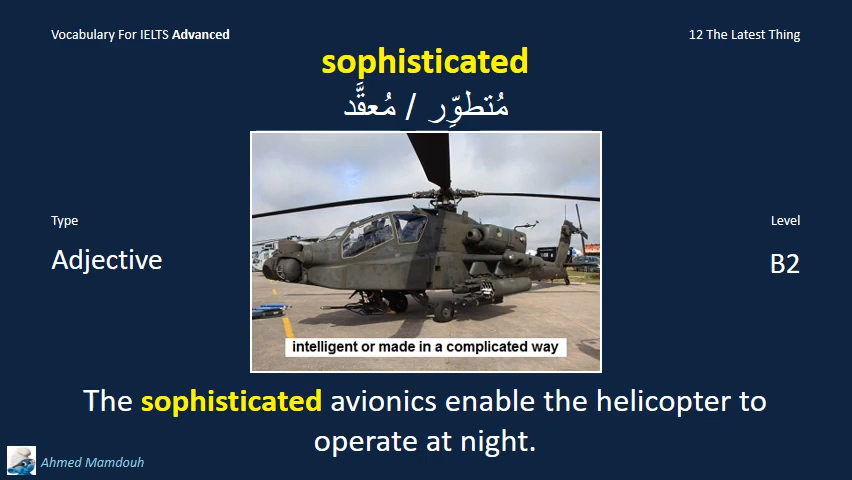 Vocabulary For IELTS Advanced
12 The Latest Thing
sophisticated
مُتطوِّر / مُعقَّد
Type
Level
Adjective
B2
intelligent or made in a complicated way
The sophisticated avionics enable the helicopter to
operate at night.
Ahmed Mamdouh